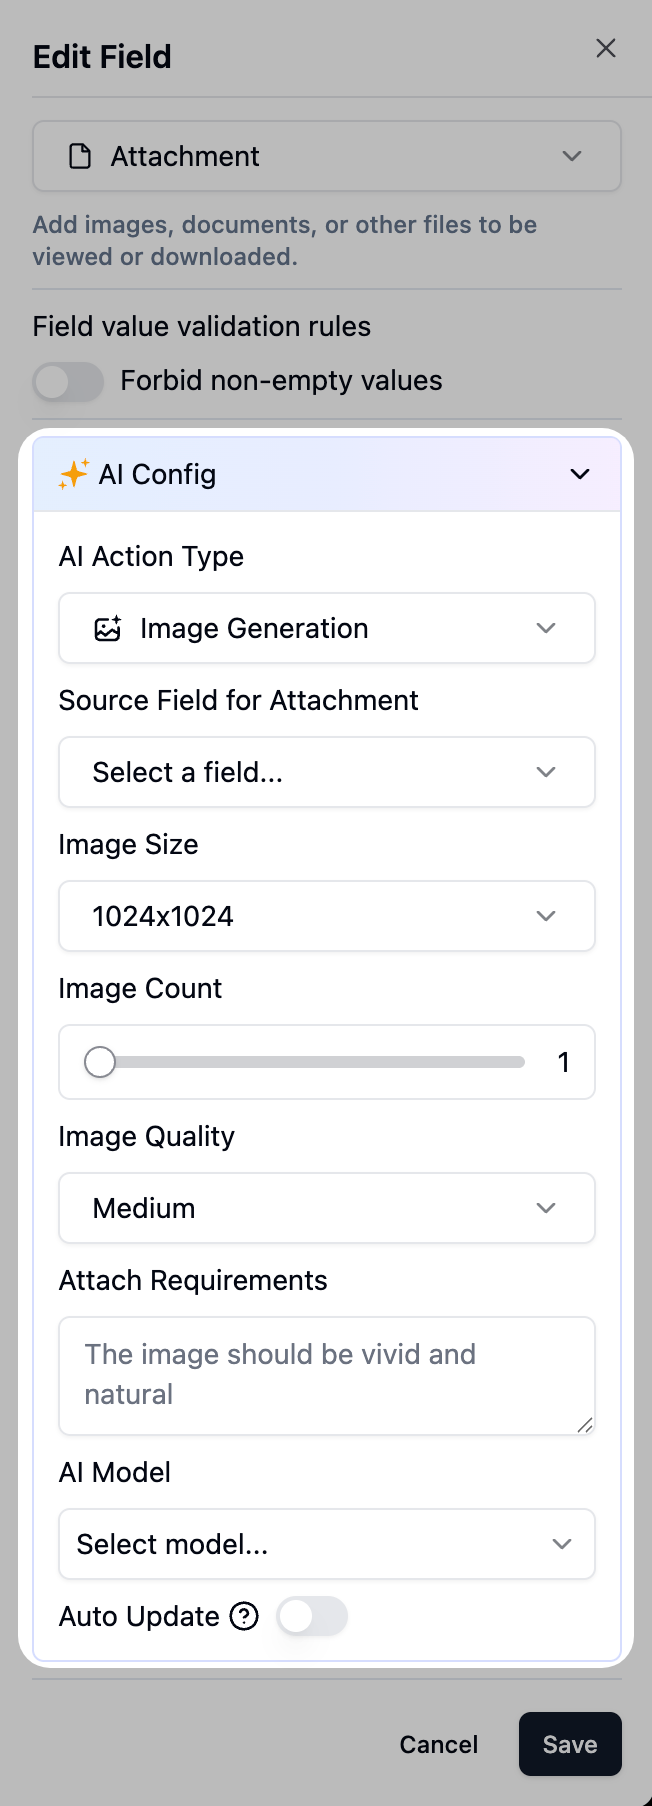 Edit Field
Attachment
Add images, documents, or other files to be
viewed or downloaded.
Field value validation rules
Forbid non-empty values
AI Config
AI Action Type
Image Generation
Source Field for Attachment
Select a field...
Image Size
1024x1024
Image Count
1
Image Quality
Medium
Attach Requirements
The image should be vivid and
natural
AI Model
Select model...
Auto Update
Cancel
Save